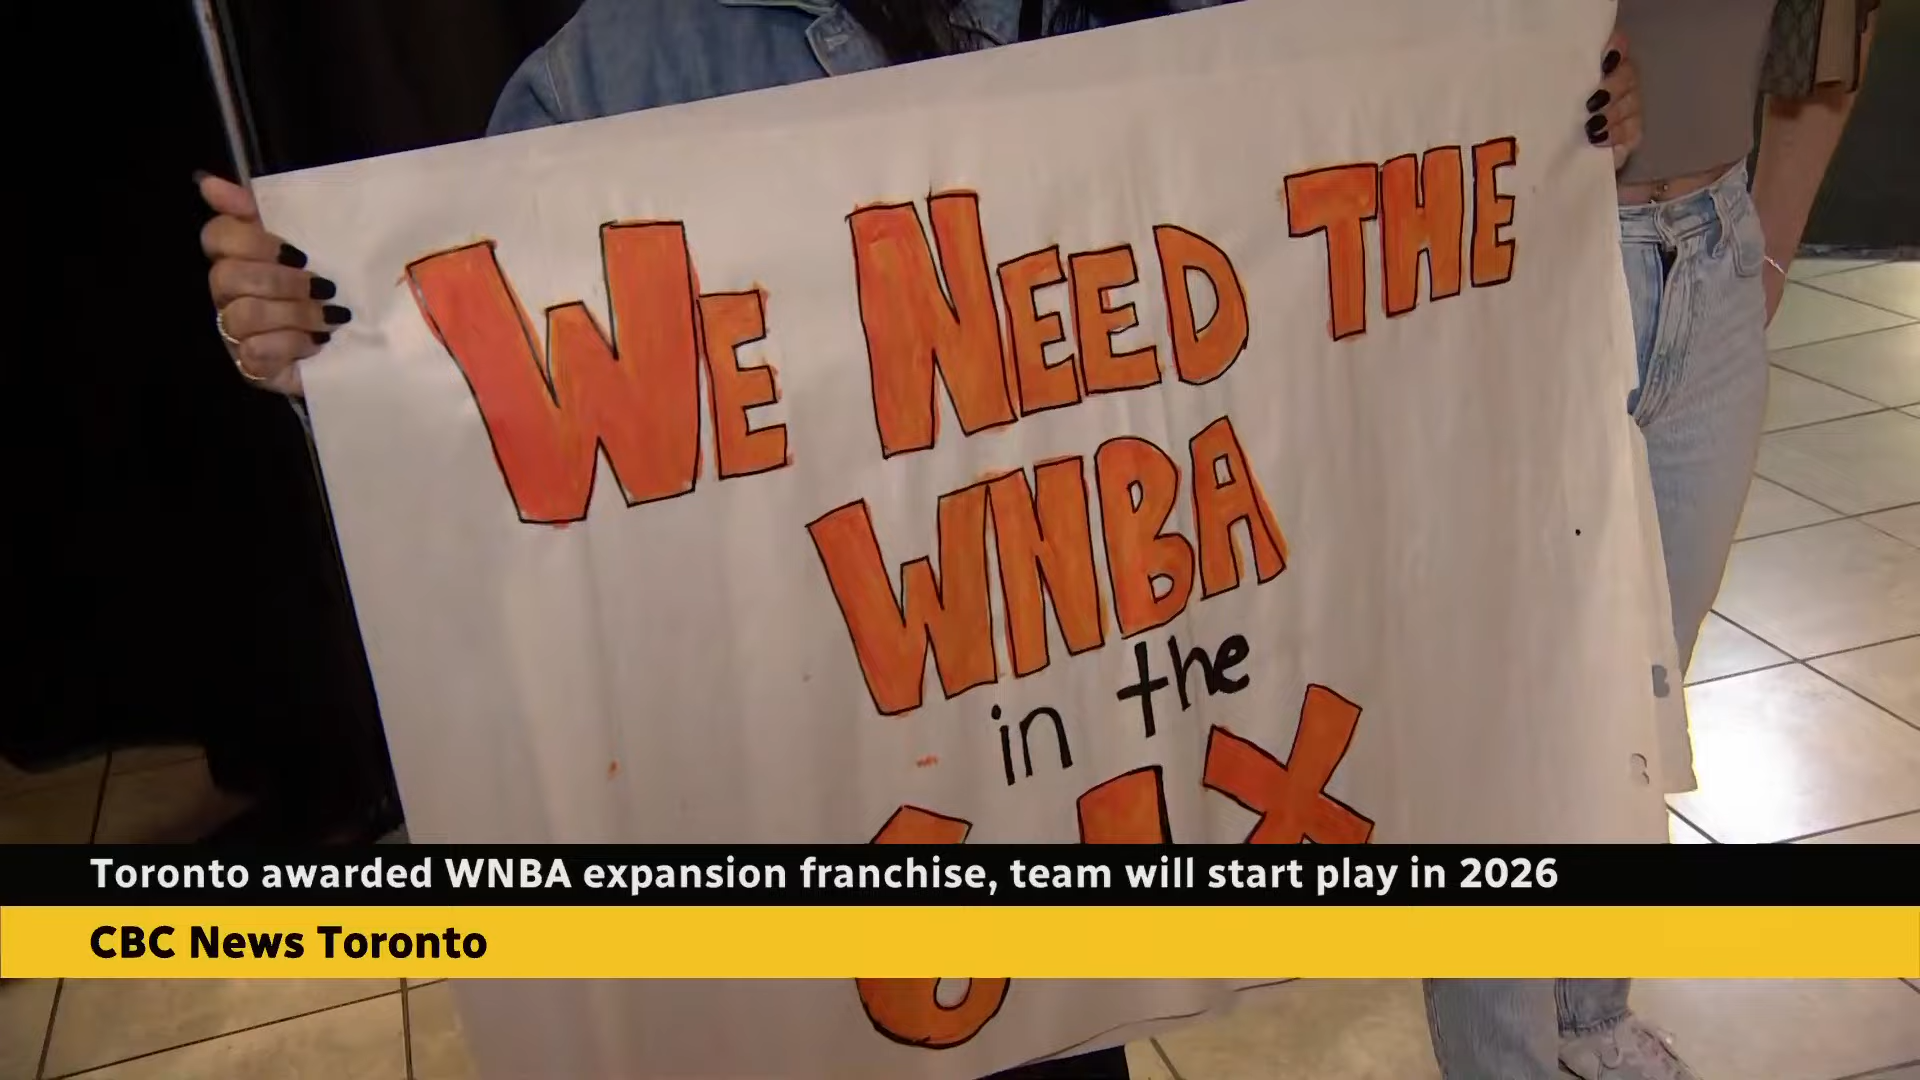 WE NEED THE
WNBA
in the
SIX
Toronto awarded WNBA expansion franchise, team will start play in 2026
CBC News Toronto